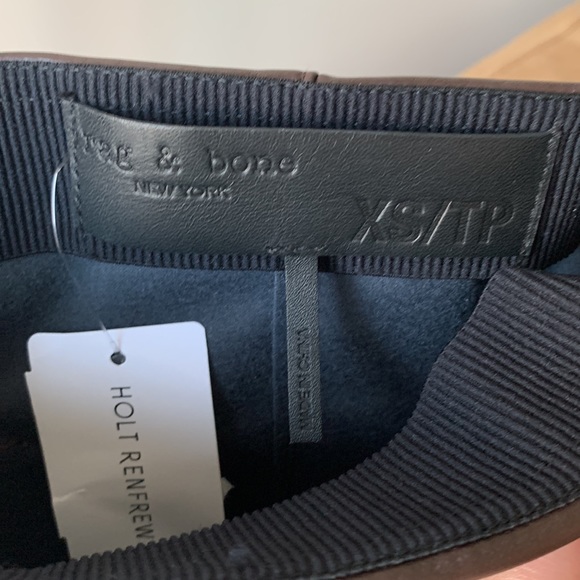 rag & bone
NEW YORK
XS/TP
HOLT RENFREW